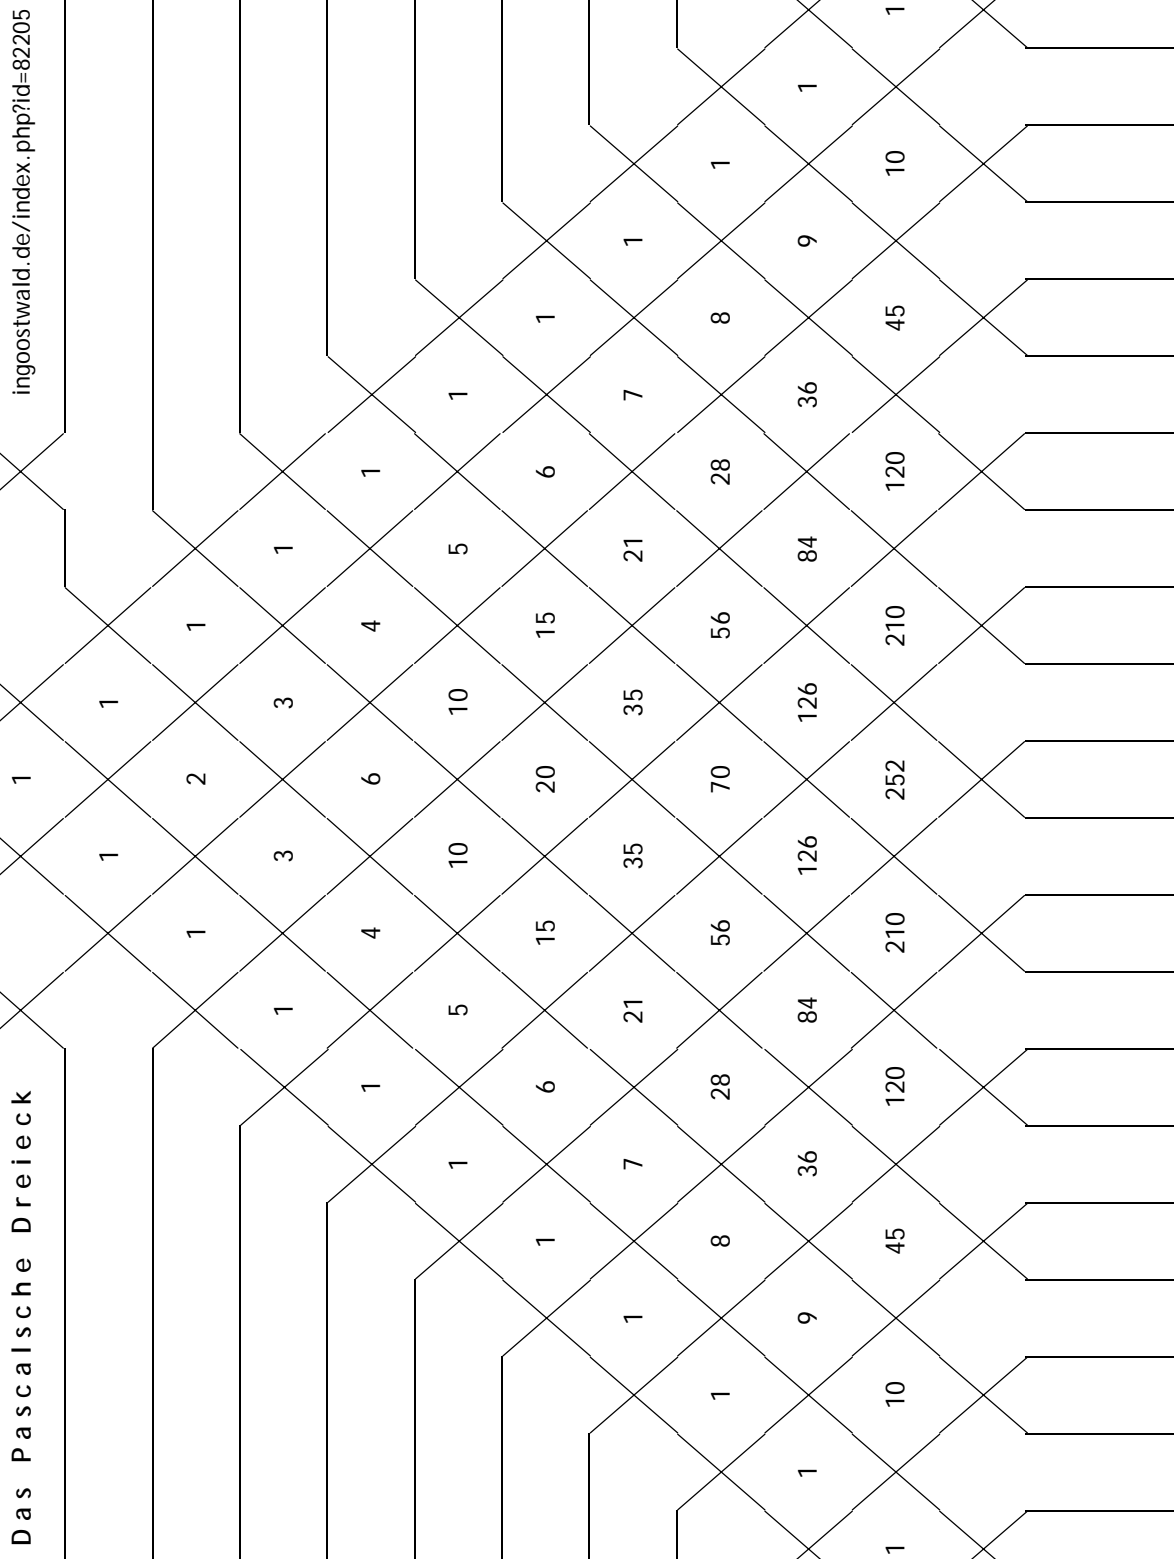 Das Pascalsche Dreieck ingoostwald.de/index.php?id=82205
1
1 1
1 2 1
1 3 3 1
1 4 6 4 1
1 5 10 10 5 1
1 6 15 20 15 6 1
1 7 21 35 35 21 7 1
1 8 28 56 70 56 28 8 1
1 9 36 84 126 126 84 36 9 1
1 10 45 120 210 252 210 120 45 10 1